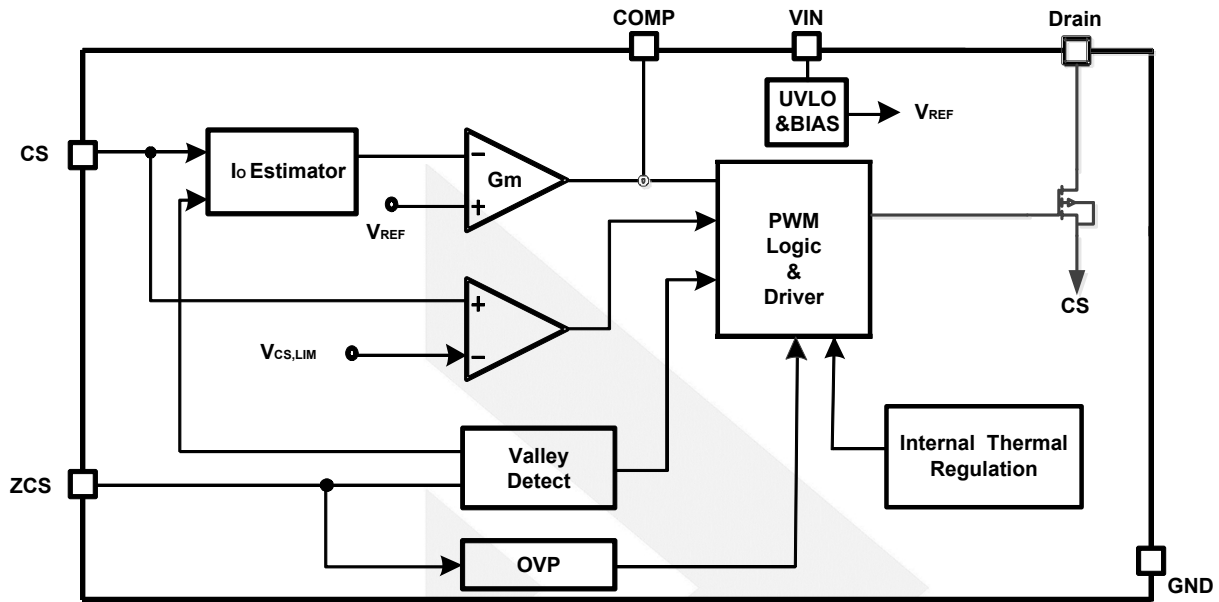 COMP
VIN
Drain
UVLO
&BIAS
VREF
CS
IO Estimator
−
Gm
+
VREF
PWM
Logic
&
Driver
CS
+
VCS,LIM
−
Valley
Detect
Internal Thermal
Regulation
ZCS
OVP
GND